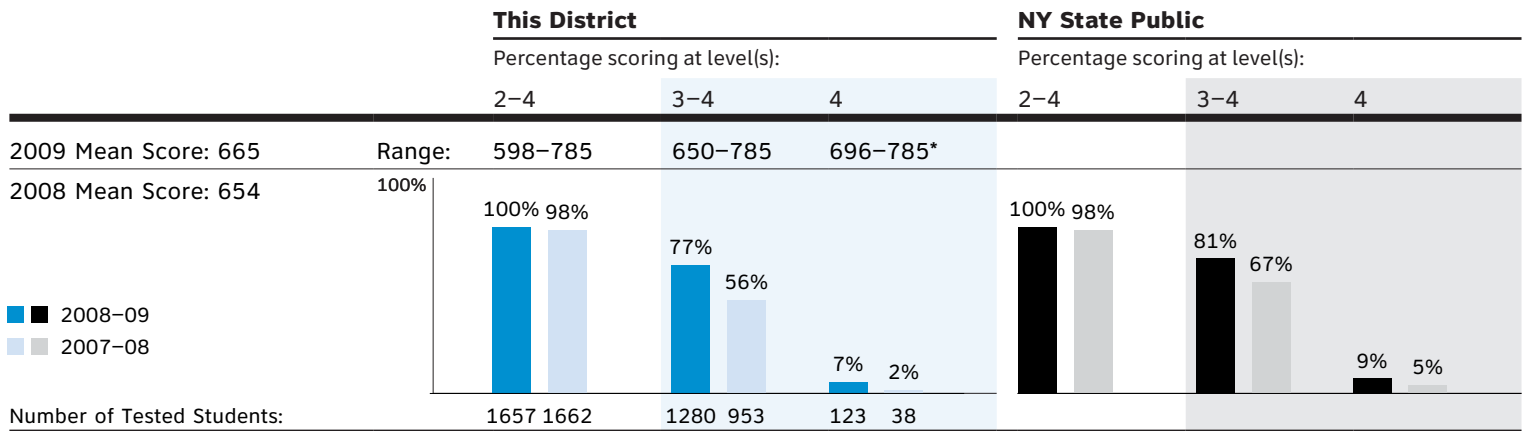 This District NY State Public
Percentage scoring at level(s): Percentage scoring at level(s):
2–4 3–4 4 2–4 3–4 4
2009 Mean Score: 665 Range: 598–785 650–785 696–785*
2008 Mean Score: 654 100%
100% 98% 100% 98%
77% 81%
56% 67%
7% 2% 9% 5%
2008–09
2007–08
Number of Tested Students: 1657 1662 1280 953 123 38